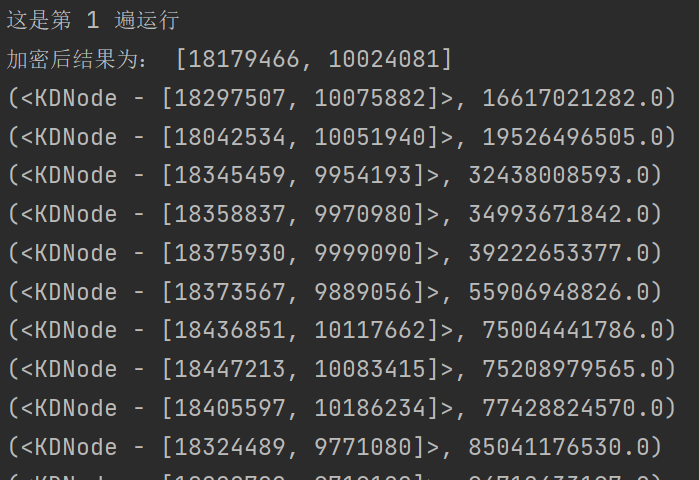 这是第 1 遍运行
加密后结果为： [18179466, 10024081]
(<KDNode - [18297507, 10075882]>, 16617021282.0)
(<KDNode - [18042534, 10051940]>, 19526496505.0)
(<KDNode - [18345459, 9954193]>, 32438008593.0)
(<KDNode - [18358837, 9970980]>, 34993671842.0)
(<KDNode - [18375930, 9999090]>, 39222653377.0)
(<KDNode - [18373567, 9889056]>, 55906948826.0)
(<KDNode - [18436851, 10117662]>, 75004441786.0)
(<KDNode - [18447213, 10083415]>, 75208979565.0)
(<KDNode - [18405597, 10186234]>, 77428824570.0)
(<KDNode - [18324489, 9771080]>, 85041176530.0)